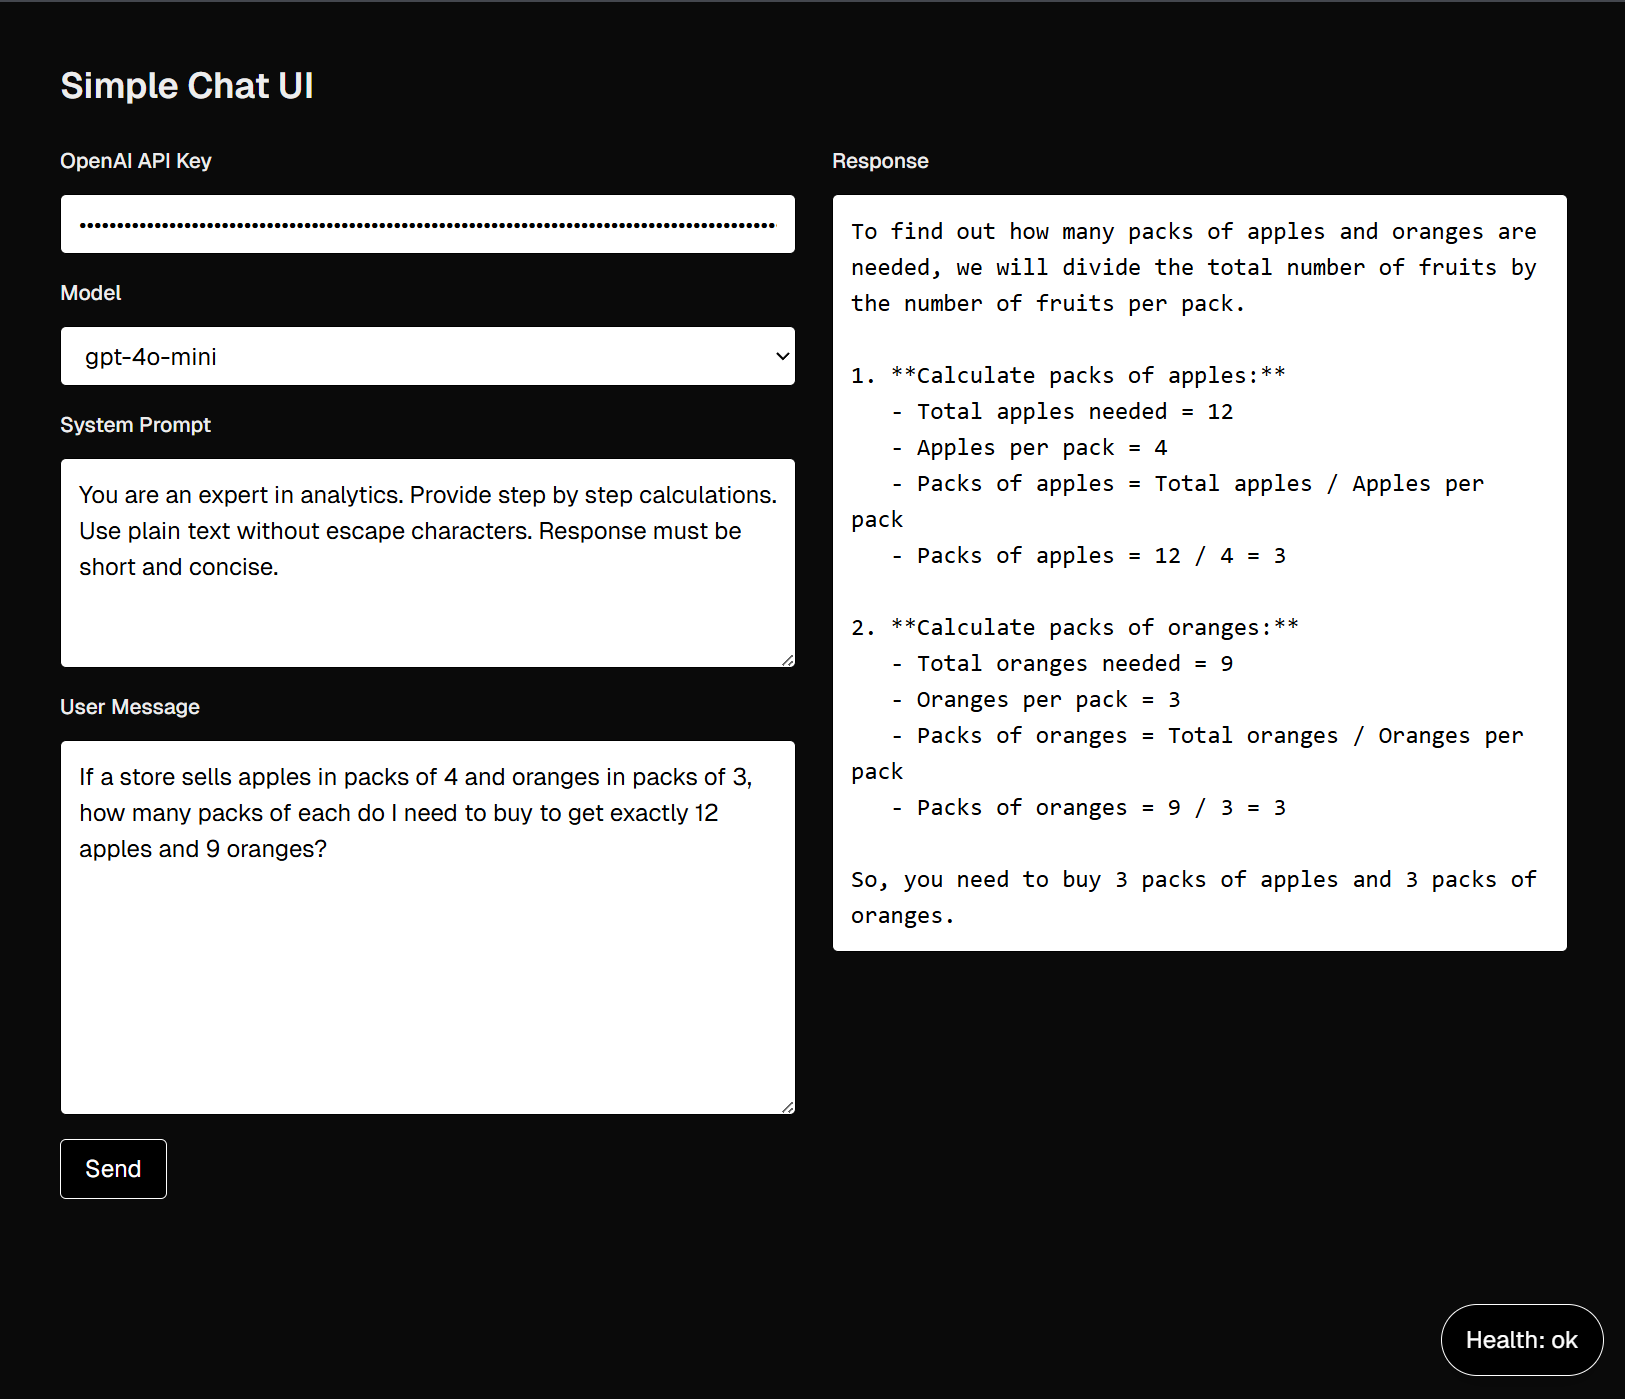 Simple Chat UI
OpenAI API Key
••••••••••••••••••••••••••••••••••••••••••••••••••••••••••••••••••••••••••••••••••••••••••••
Model
gpt-4o-mini
System Prompt
You are an expert in analytics. Provide step by step calculations.
Use plain text without escape characters. Response must be
short and concise.
User Message
If a store sells apples in packs of 4 and oranges in packs of 3,
how many packs of each do I need to buy to get exactly 12
apples and 9 oranges?
Send
Response
To find out how many packs of apples and oranges are
needed, we will divide the total number of fruits by
the number of fruits per pack.
1. **Calculate packs of apples:**
- Total apples needed = 12
- Apples per pack = 4
- Packs of apples = Total apples / Apples per
pack
- Packs of apples = 12 / 4 = 3
2. **Calculate packs of oranges:**
- Total oranges needed = 9
- Oranges per pack = 3
- Packs of oranges = Total oranges / Oranges per
pack
- Packs of oranges = 9 / 3 = 3
So, you need to buy 3 packs of apples and 3 packs of
oranges.
Health: ok